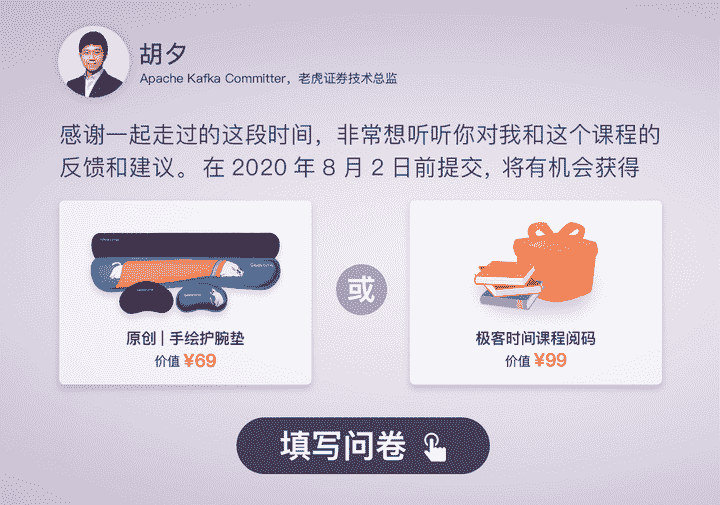 胡夕
Apache Kafka Committer，老虎证券技术总监
感谢一起走过的这段时间，非常想听听你对我和这个课程的
反馈和建议。在 2020 年 8 月 2 日前提交，将有机会获得
或
原创 | 手绘护腕垫
价值 ¥69
极客时间课程阅码
价值 ¥99
填写问卷